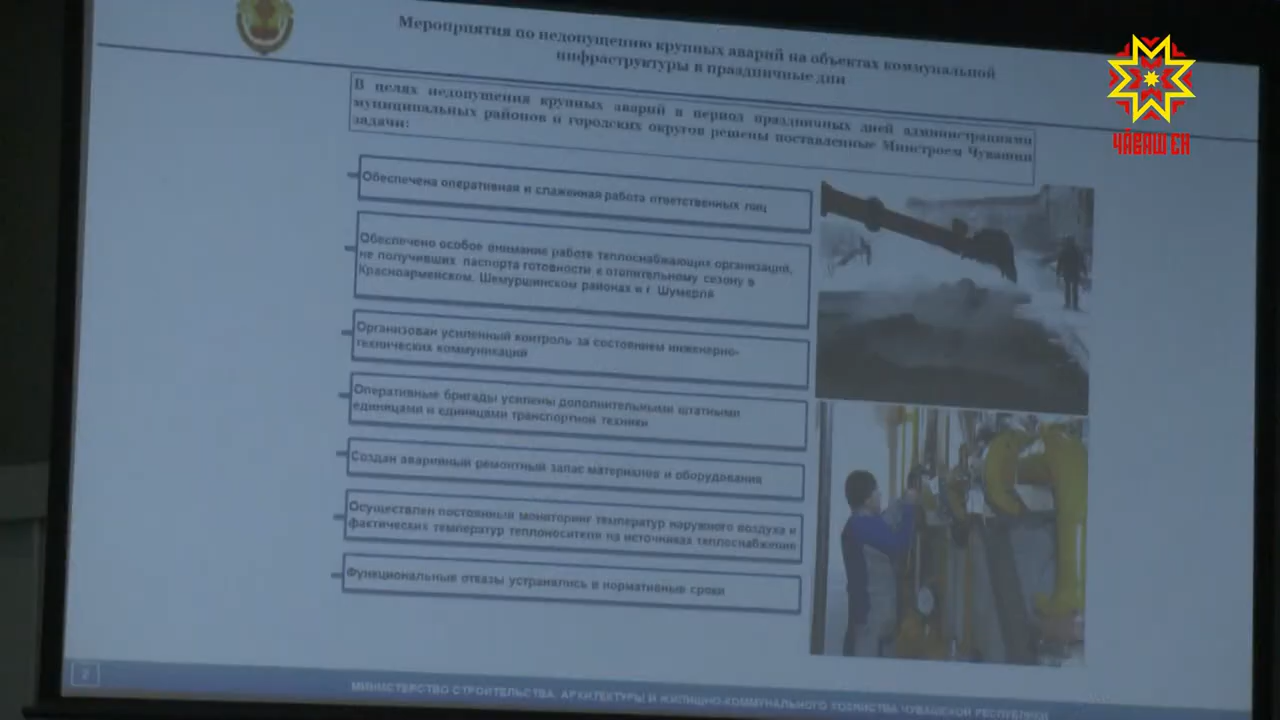 Мероприятия по недопущению крупных аварий на объектах коммунальной
инфраструктуры в праздничные дни
ЧӐВАШ ЕН
В целях недопущения крупных аварий в период праздничных дней администрациями
муниципальных районов и городских округов решены поставленные Минстроем Чувашии
задачи:
Обеспечена оперативная и слаженная работа ответственных лиц
Обеспечено особое внимание работе теплоснабжающих организаций,
не получивших паспорта готовности к отопительному сезону в
Красноармейском, Шемуршинском районах и г. Шумерля
Организован усиленный контроль за состоянием инженерно-
технических коммуникаций
Оперативные бригады усилены дополнительными штатными
единицами и единицами транспортной техники
Создан аварийный ремонтный запас материалов и оборудования
Осуществлен постоянный мониторинг температур наружного воздуха и
фактических температур теплоносителя на источниках теплоснабжения
Функциональные отказы устранялись в нормативные сроки
2
МИНИСТЕРСТВО СТРОИТЕЛЬСТВА, АРХИТЕКТУРЫ И ЖИЛИЩНО-КОММУНАЛЬНОГО ХОЗЯЙСТВА ЧУВАШСКОЙ РЕСПУБЛИКИ